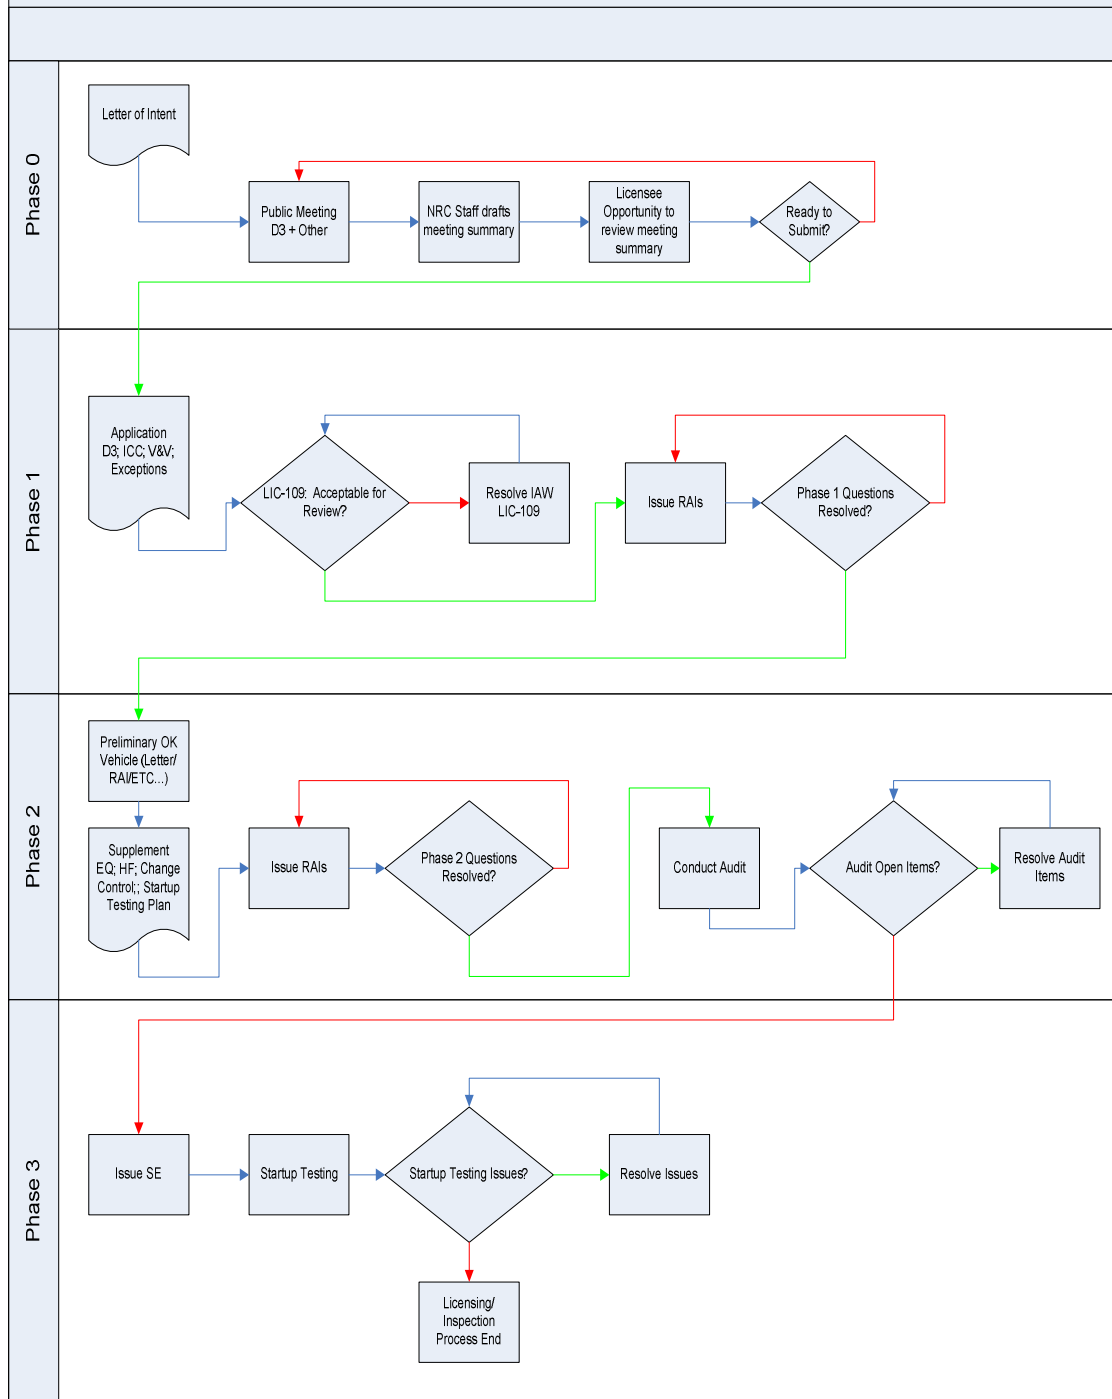 Phase 0
Letter of Intent
Public Meeting
D3 + Other
NRC Staff drafts
meeting summary
Licensee
Opportunity to
review meeting
summary
Ready to
Submit?
Phase 1
Application
D3; ICC; V&V;
Exceptions
LIC-109:  Acceptable for
Review?
Resolve IAW
LIC-109
Issue RAIs
Phase 1 Questions
Resolved?
Phase 2
Preliminary OK
Vehicle (Letter/
RAI/ETC...)
Supplement
EQ; HF; Change
Control;; Startup
Testing Plan
Issue RAIs
Phase 2 Questions
Resolved?
Conduct Audit
Audit Open Items?
Resolve Audit
Items
Phase 3
Issue SE
Startup Testing
Startup Testing Issues?
Resolve Issues
Licensing/
Inspection
Process End